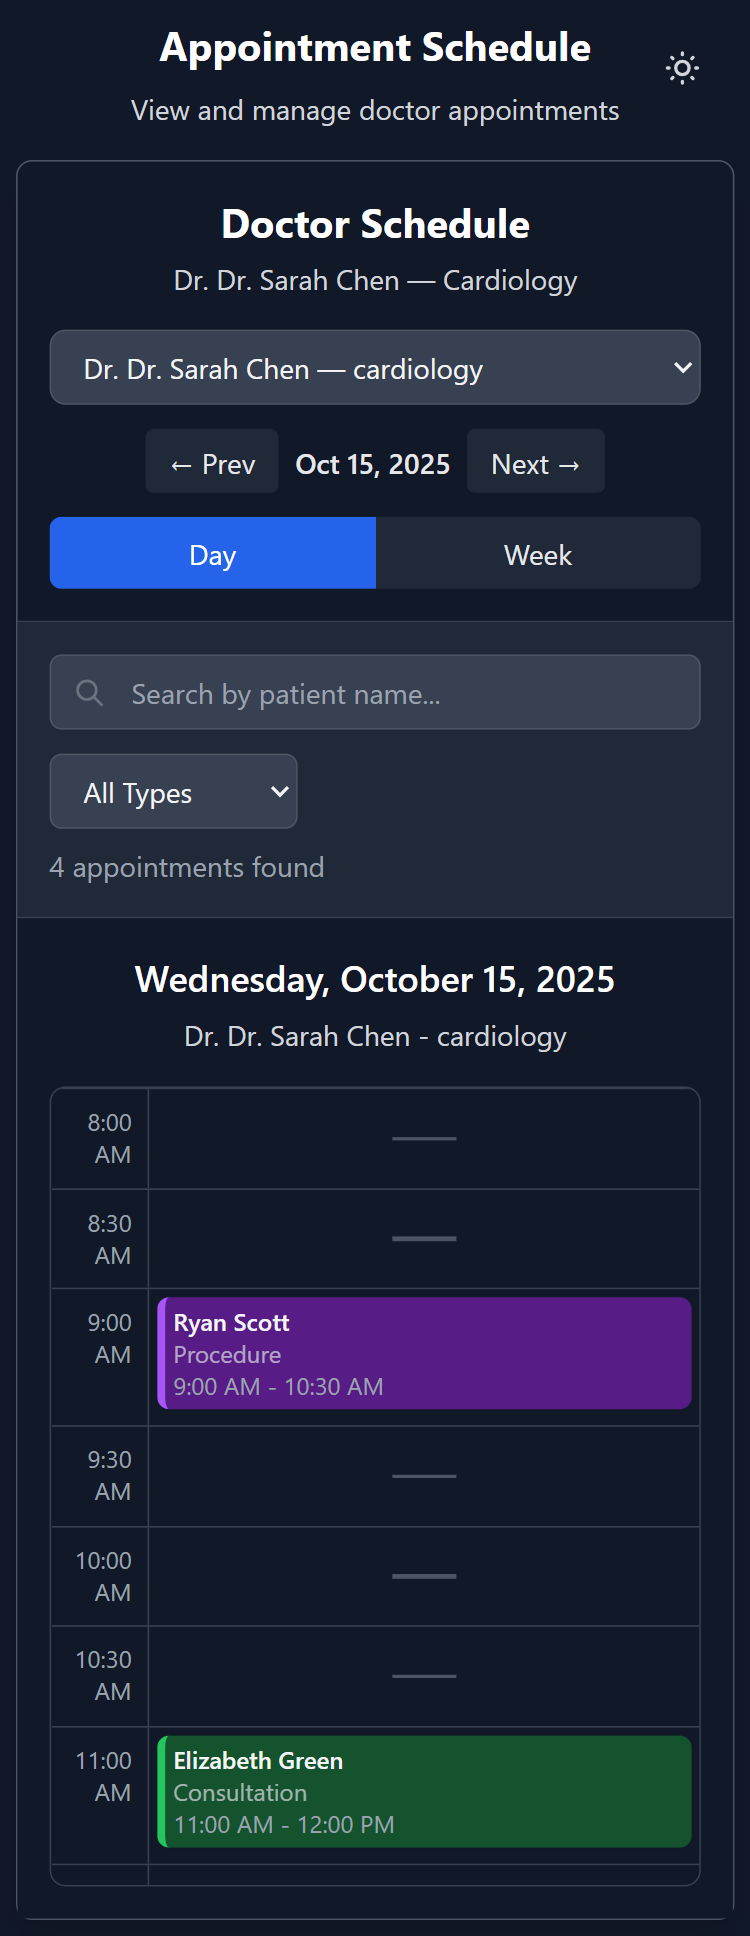 Appointment Schedule
View and manage doctor appointments
Doctor Schedule
Dr. Dr. Sarah Chen — Cardiology
Dr. Dr. Sarah Chen — cardiology
← Prev
Oct 15, 2025
Next →
Day
Week
Search by patient name...
All Types
4 appointments found
Wednesday, October 15, 2025
Dr. Dr. Sarah Chen - cardiology
8:00
AM
—
8:30
AM
—
9:00
AM
Ryan Scott
Procedure
9:00 AM - 10:30 AM
9:30
AM
—
10:00
AM
—
10:30
AM
—
11:00
AM
Elizabeth Green
Consultation
11:00 AM - 12:00 PM